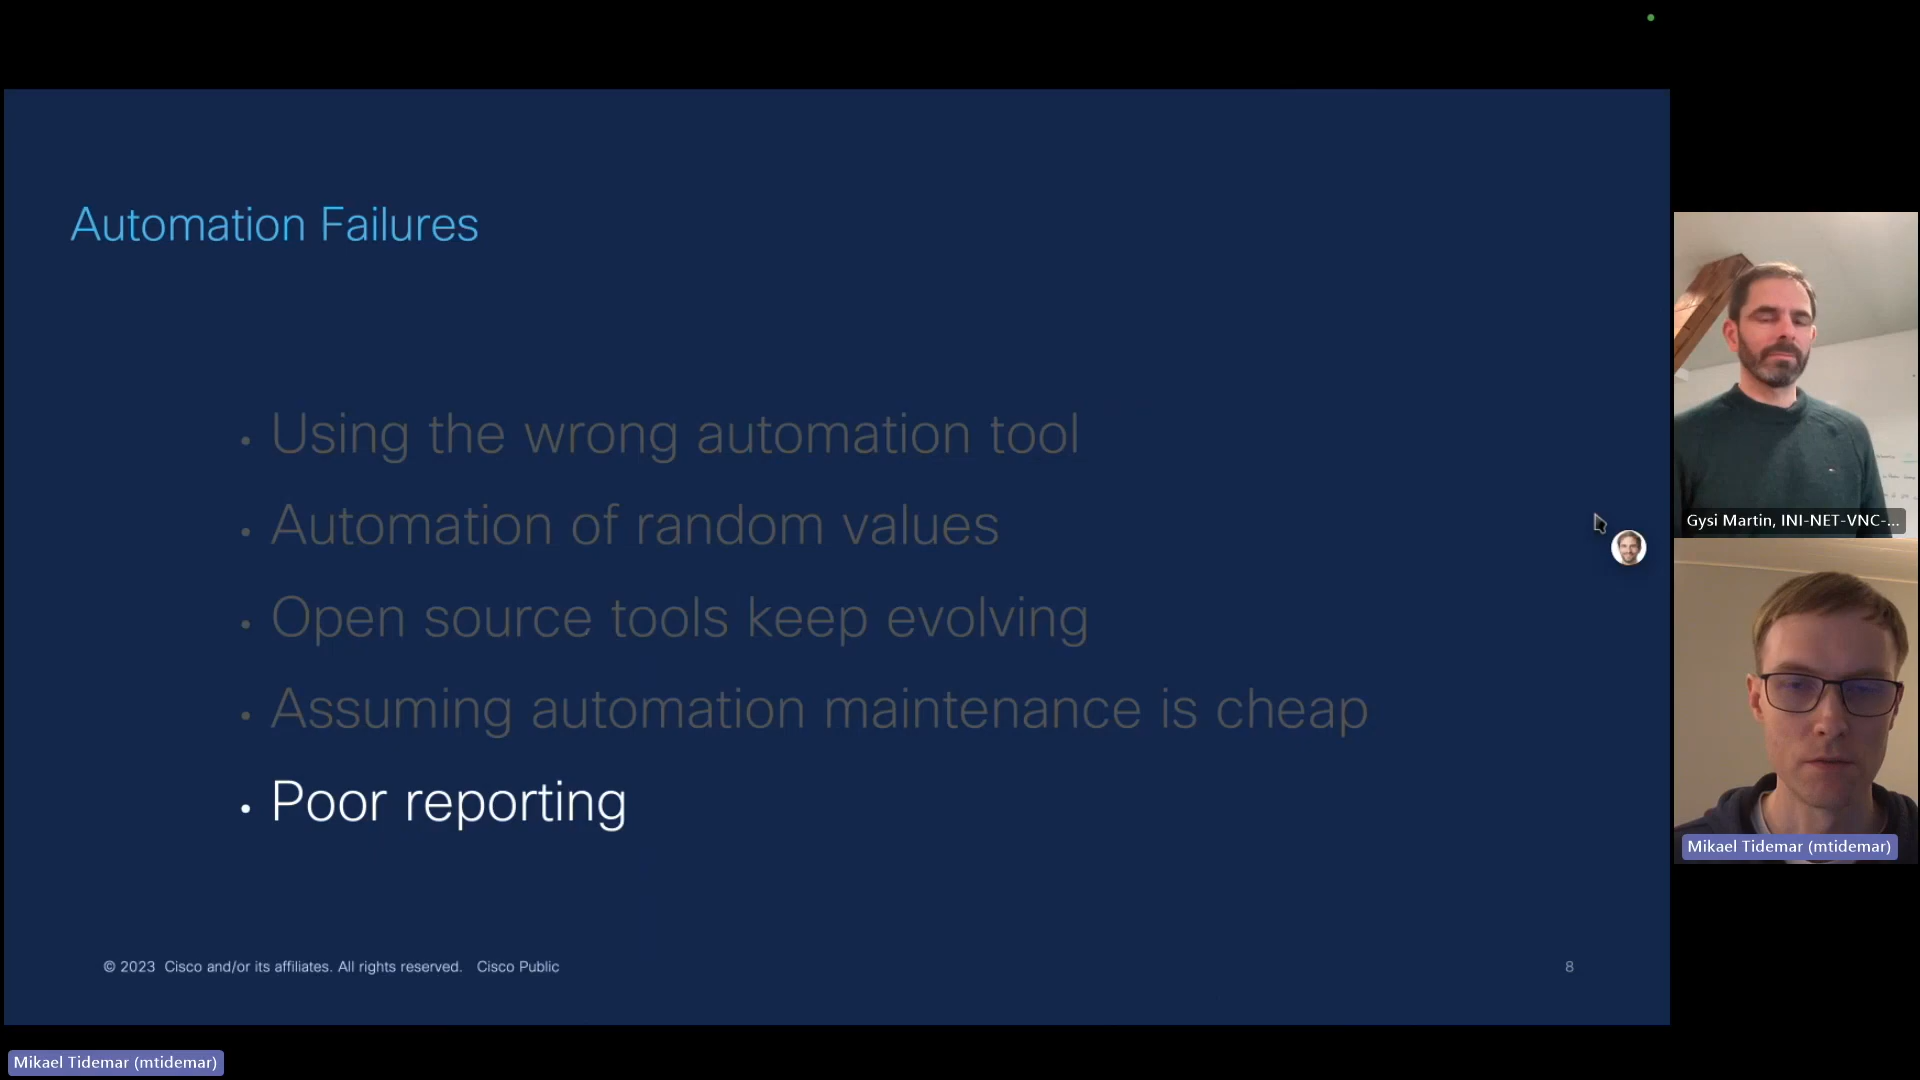 Automation Failures
• Using the wrong automation tool
• Automation of random values
• Open source tools keep evolving
• Assuming automation maintenance is cheap
• Poor reporting
© 2023 Cisco and/or its affiliates. All rights reserved. Cisco Public
8
Gysi Martin, INI-NET-VNC-...
Mikael Tidemar (mtidemar)
Mikael Tidemar (mtidemar)